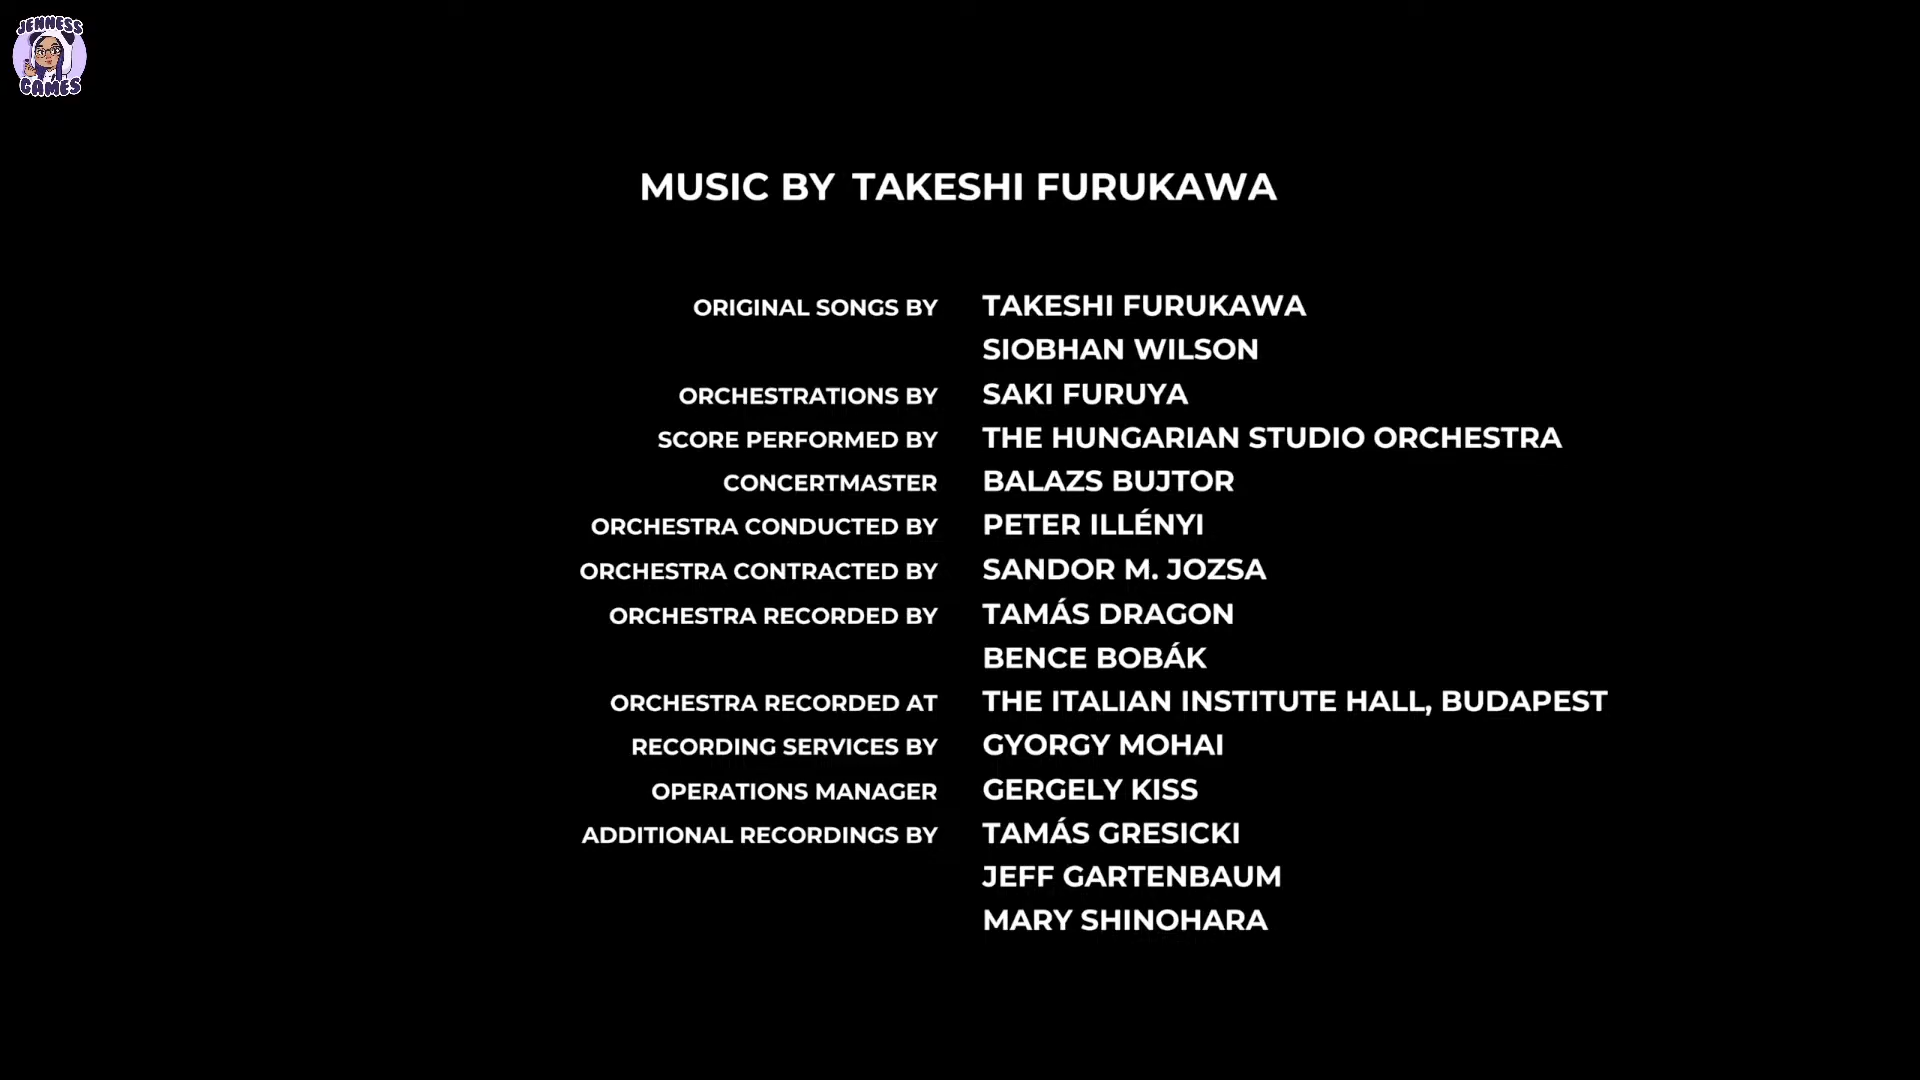 JENNESS
GAMES
MUSIC BY TAKESHI FURUKAWA
ORIGINAL SONGS BY TAKESHI FURUKAWA
SIOBHAN WILSON
ORCHESTRATIONS BY SAKI FURUYA
SCORE PERFORMED BY THE HUNGARIAN STUDIO ORCHESTRA
CONCERTMASTER BALAZS BUJTOR
ORCHESTRA CONDUCTED BY PETER ILLÉNYI
ORCHESTRA CONTRACTED BY SANDOR M. JOZSA
ORCHESTRA RECORDED BY TAMÁS DRAGON
BENCE BOBÁK
ORCHESTRA RECORDED AT THE ITALIAN INSTITUTE HALL, BUDAPEST
RECORDING SERVICES BY GYORGY MOHAI
OPERATIONS MANAGER GERGELY KISS
ADDITIONAL RECORDINGS BY TAMÁS GRESICKI
JEFF GARTENBAUM
MARY SHINOHARA